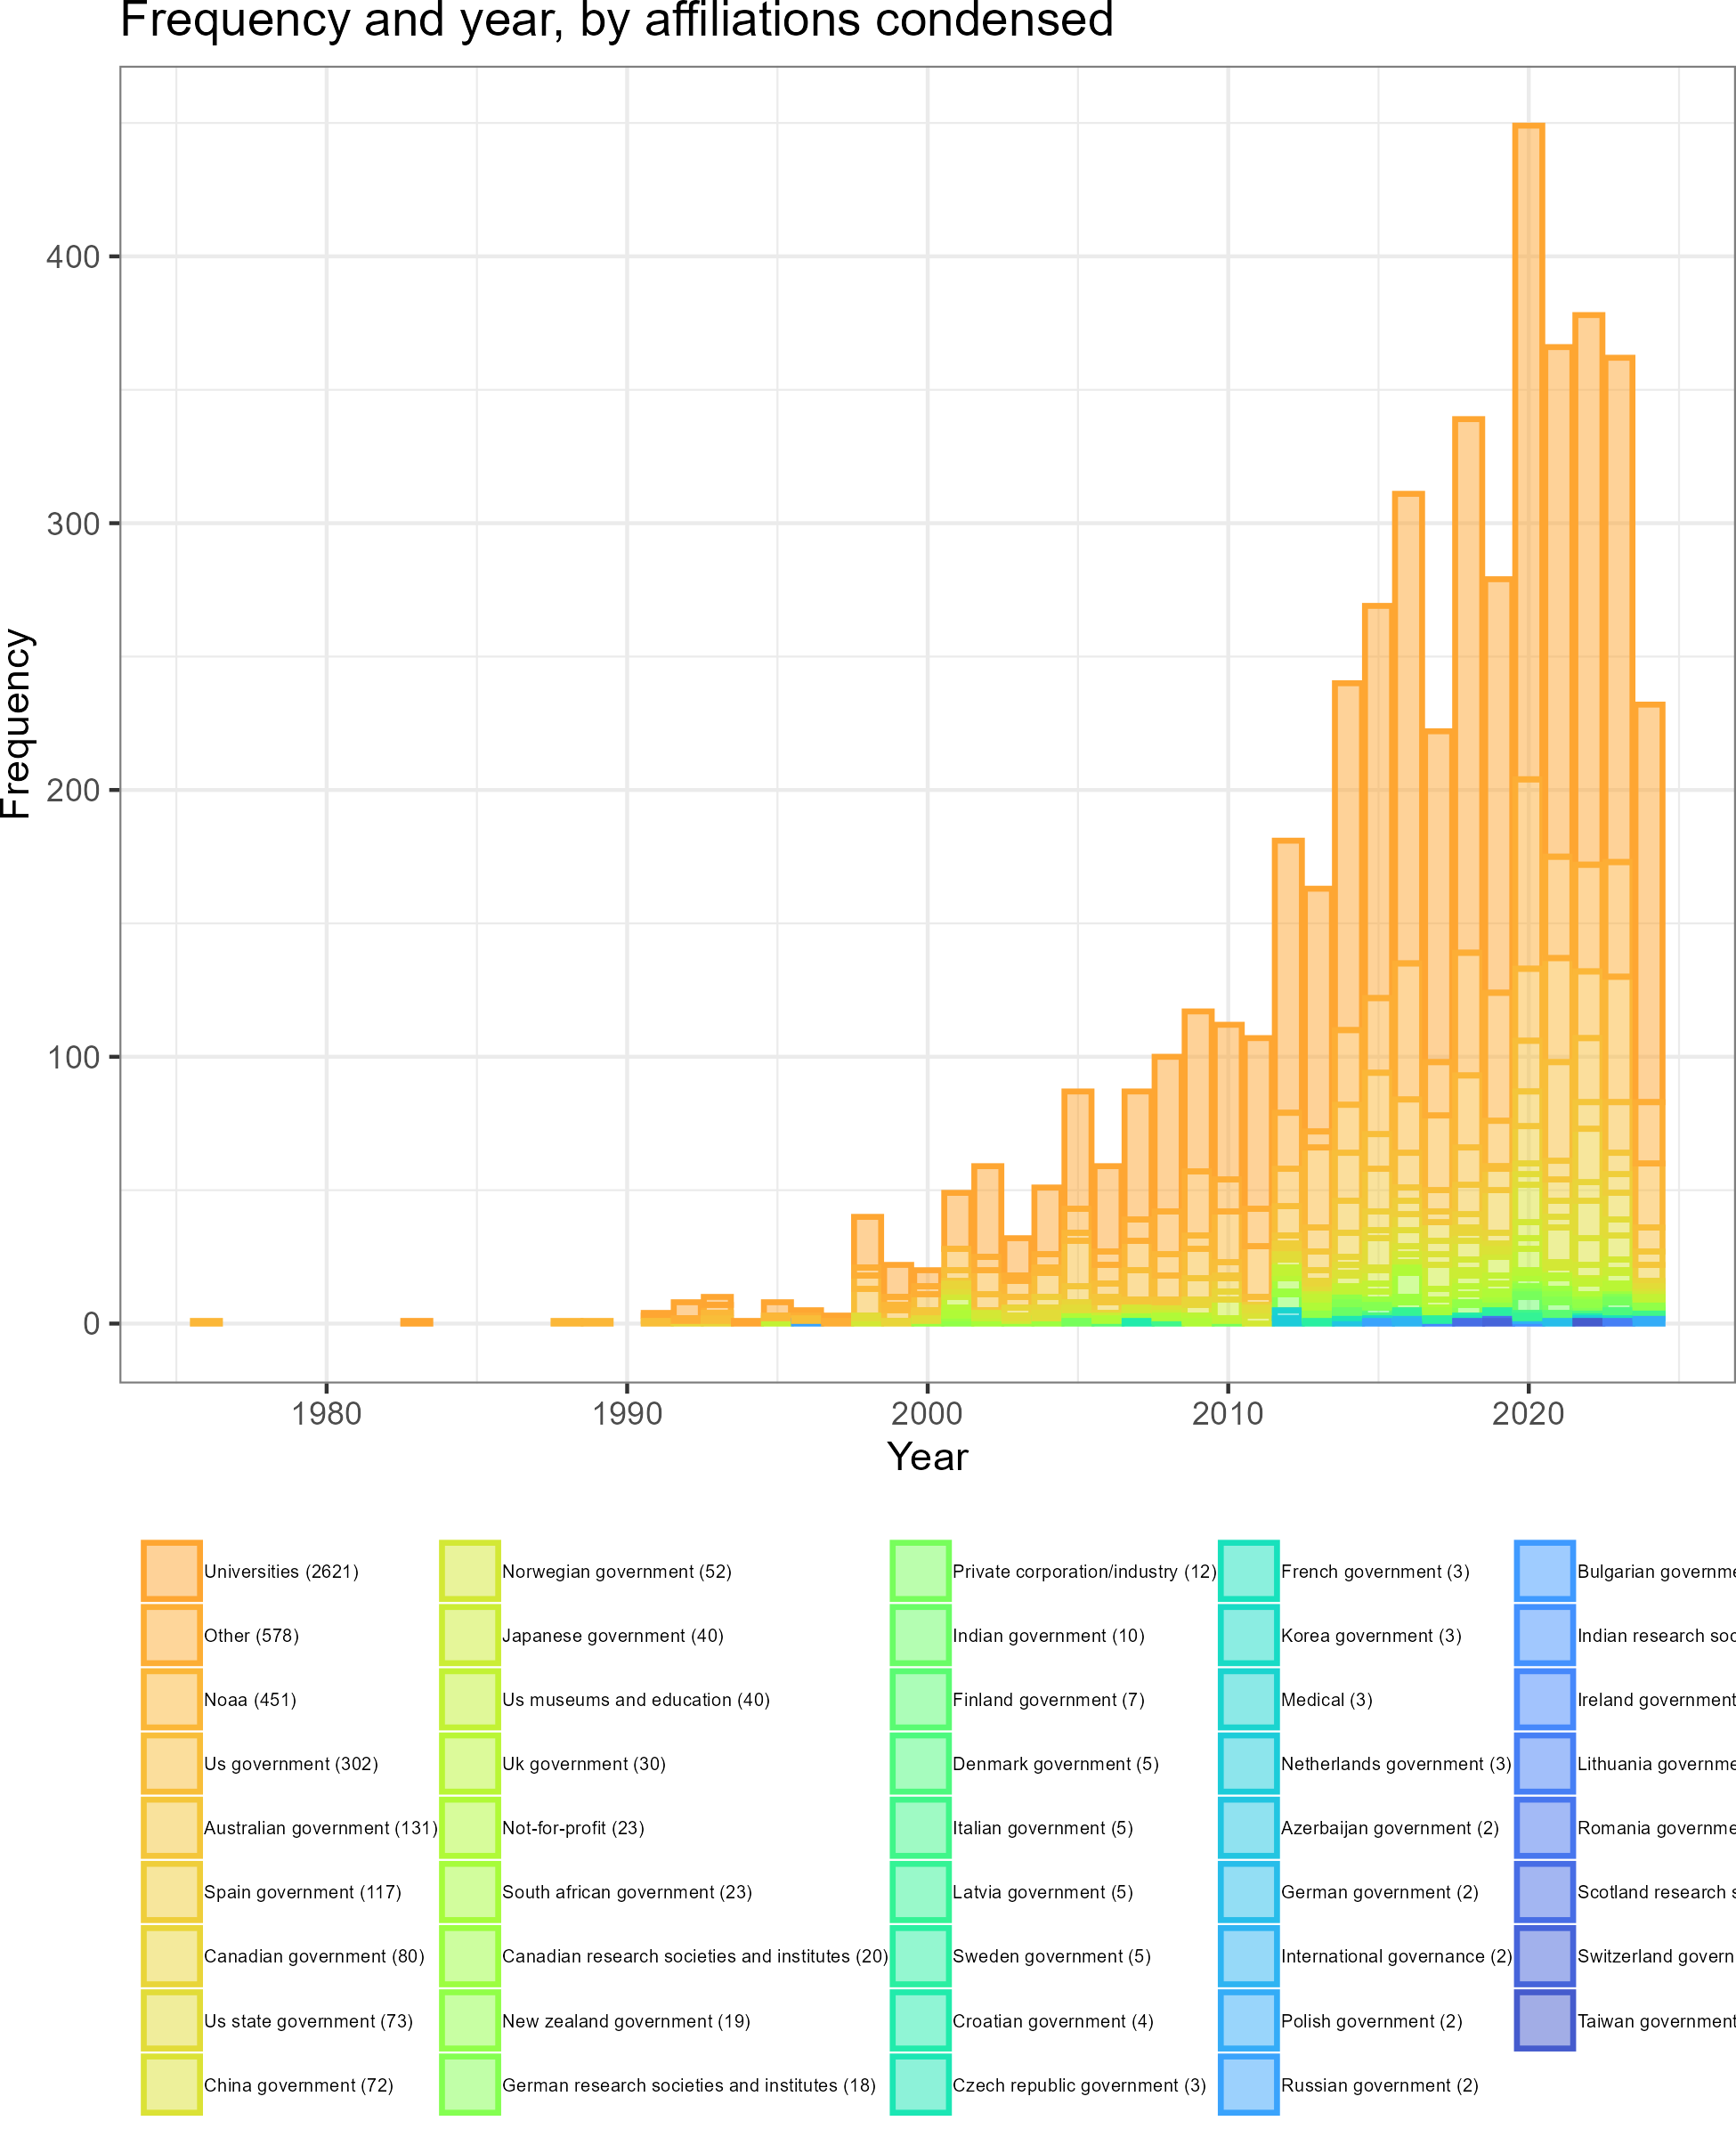 Frequency and year, by affiliations condensed
Frequency
400
300
200
100
0
1980 1990 2000 2010 2020
Year
Universities (2621)
Other (578)
Noaa (451)
Us government (302)
Australian government (131)
Spain government (117)
Canadian government (80)
Us state government (73)
China government (72)
Norwegian government (52)
Japanese government (40)
Us museums and education (40)
Uk government (30)
Not-for-profit (23)
South african government (23)
Canadian research societies and institutes (20)
New zealand government (19)
German research societies and institutes (18)
Private corporation/industry (12)
Indian government (10)
Finland government (7)
Denmark government (5)
Italian government (5)
Latvia government (5)
Sweden government (5)
Croatian government (4)
Czech republic government (3)
French government (3)
Korea government (3)
Medical (3)
Netherlands government (3)
Azerbaijan government (2)
German government (2)
International governance (2)
Polish government (2)
Russian government (2)
Bulgarian
Indian research
Ireland government
Lithuania
Romania
Scotland research
Switzerland
Taiwan government